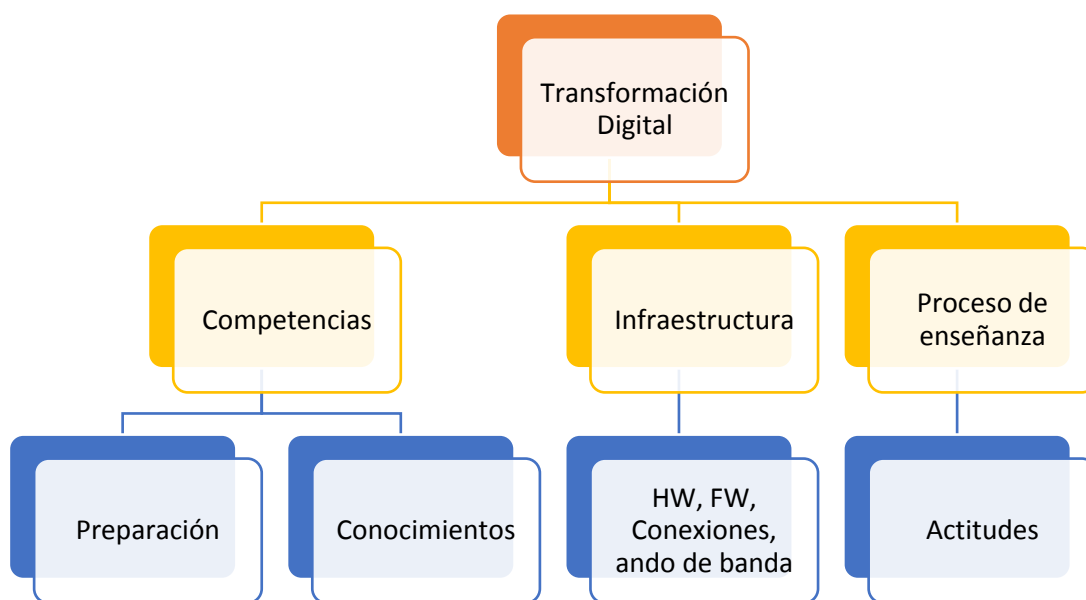 Transformación
Digital
Competencias
Infraestructura
Proceso de
enseñanza
Preparación
Conocimientos
HW, FW,
Conexiones,
ando de banda
Actitudes